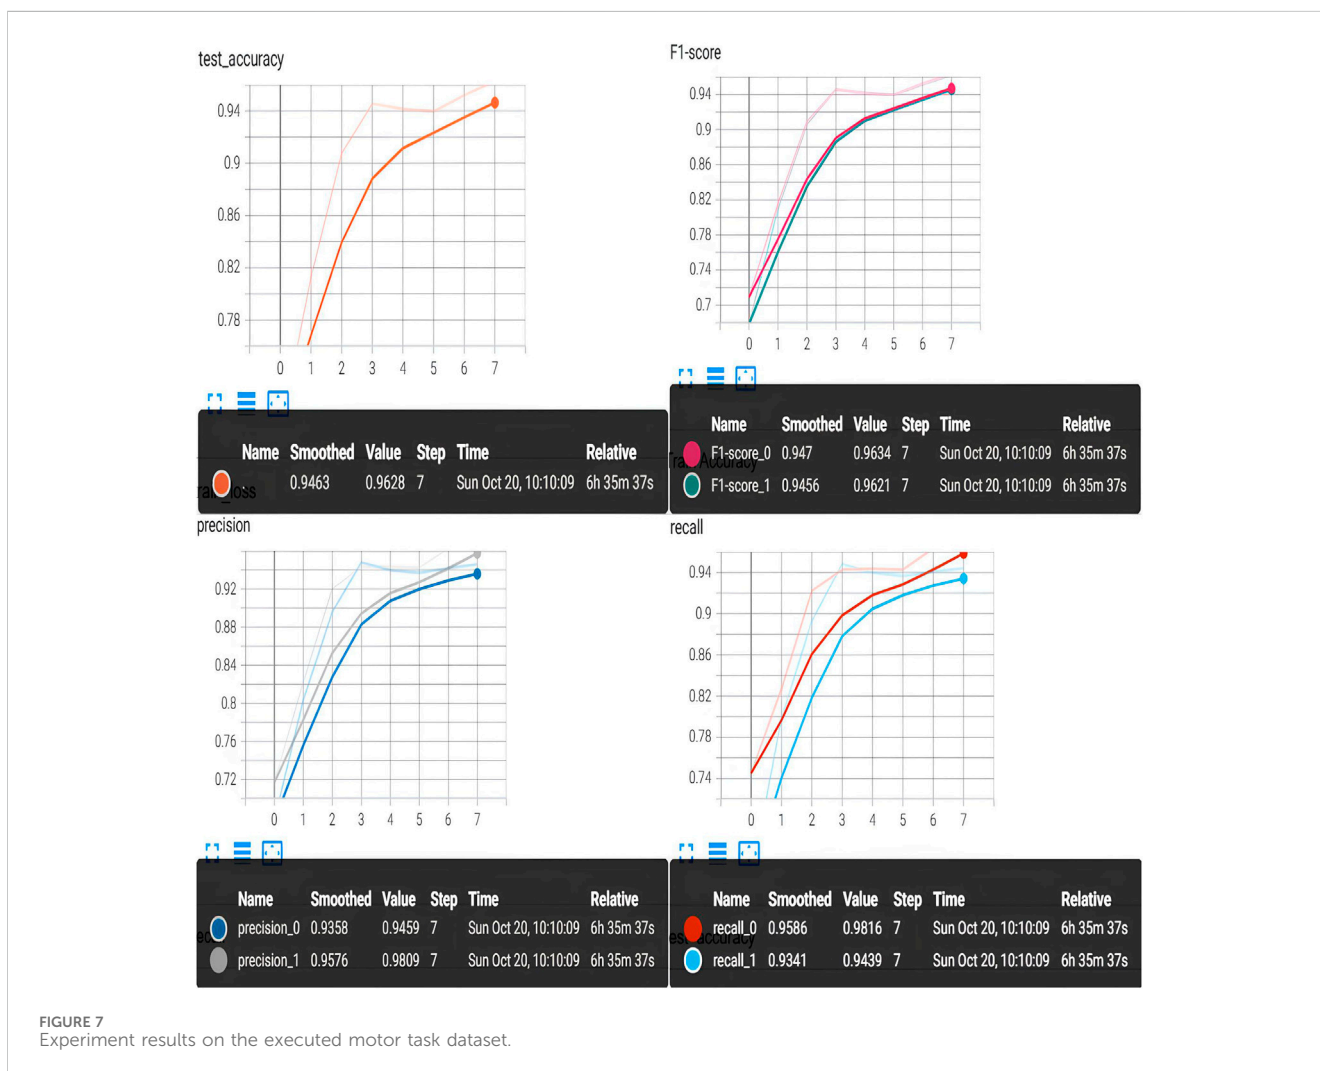 test_accuracy
0.94
0.9
0.86
0.82
0.78
0 1 2 3 4 5 6 7
Name Smoothed Value Step Time Relative
. 0.9463 0.9628 7 Sun Oct 20, 10:10:09 6h 35m 37s
F1-score
0.94
0.9
0.86
0.82
0.78
0.74
0.7
0 1 2 3 4 5 6 7
Name Smoothed Value Step Time Relative
F1-score_0 0.947 0.9634 7 Sun Oct 20, 10:10:09 6h 35m 37s
F1-score_1 0.9456 0.9621 7 Sun Oct 20, 10:10:09 6h 35m 37s
precision
0.92
0.88
0.84
0.8
0.76
0.72
0 1 2 3 4 5 6 7
Name Smoothed Value Step Time Relative
precision_0 0.9358 0.9459 7 Sun Oct 20, 10:10:09 6h 35m 37s
precision_1 0.9576 0.9809 7 Sun Oct 20, 10:10:09 6h 35m 37s
recall
0.94
0.9
0.86
0.82
0.78
0.74
0 1 2 3 4 5 6 7
Name Smoothed Value Step Time Relative
recall_0 0.9586 0.9816 7 Sun Oct 20, 10:10:09 6h 35m 37s
recall_1 0.9341 0.9439 7 Sun Oct 20, 10:10:09 6h 35m 37s
FIGURE 7
Experiment results on the executed motor task dataset.